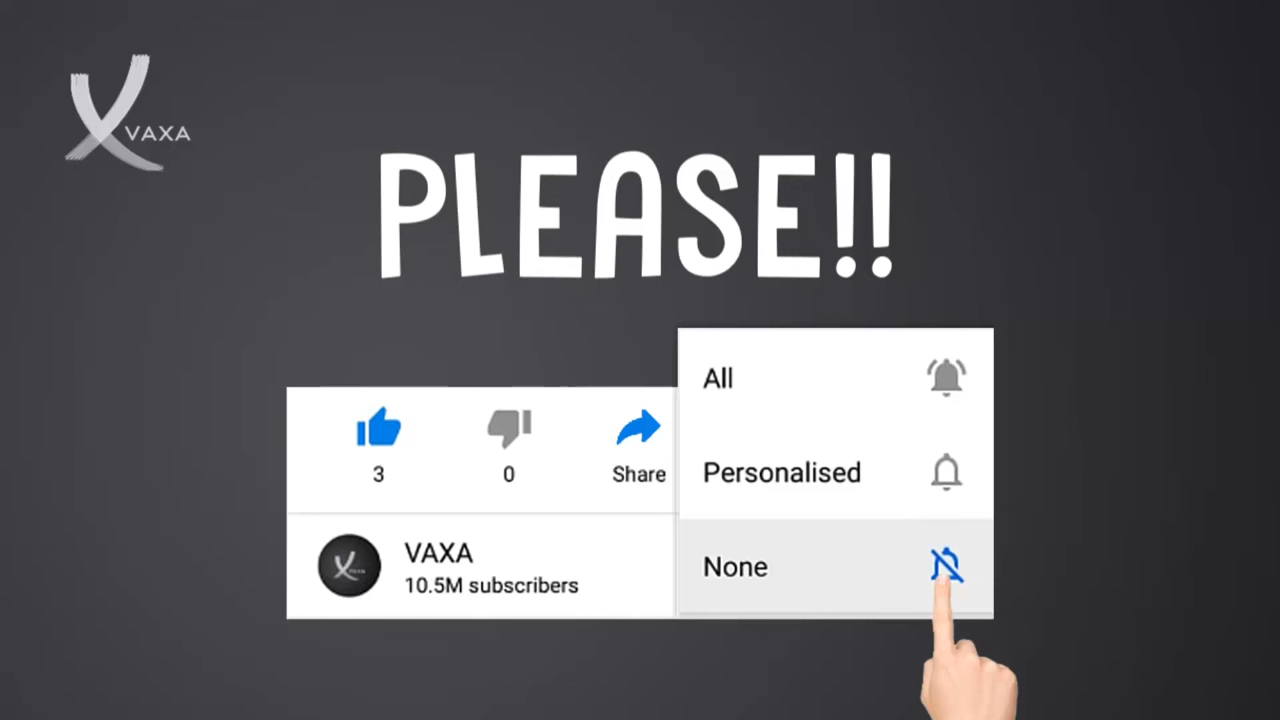 VAXA
PLEASE!!
All
Personalised
None
3
0
Share
VAXA
10.5M subscribers